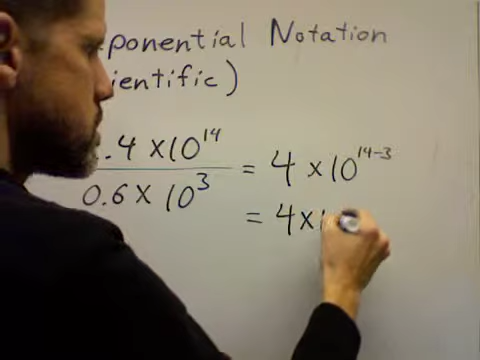 ponential Notation
ientific)
.4 × 10^14
0.6 × 10^3
= 4 × 10^14-3
= 4 ×